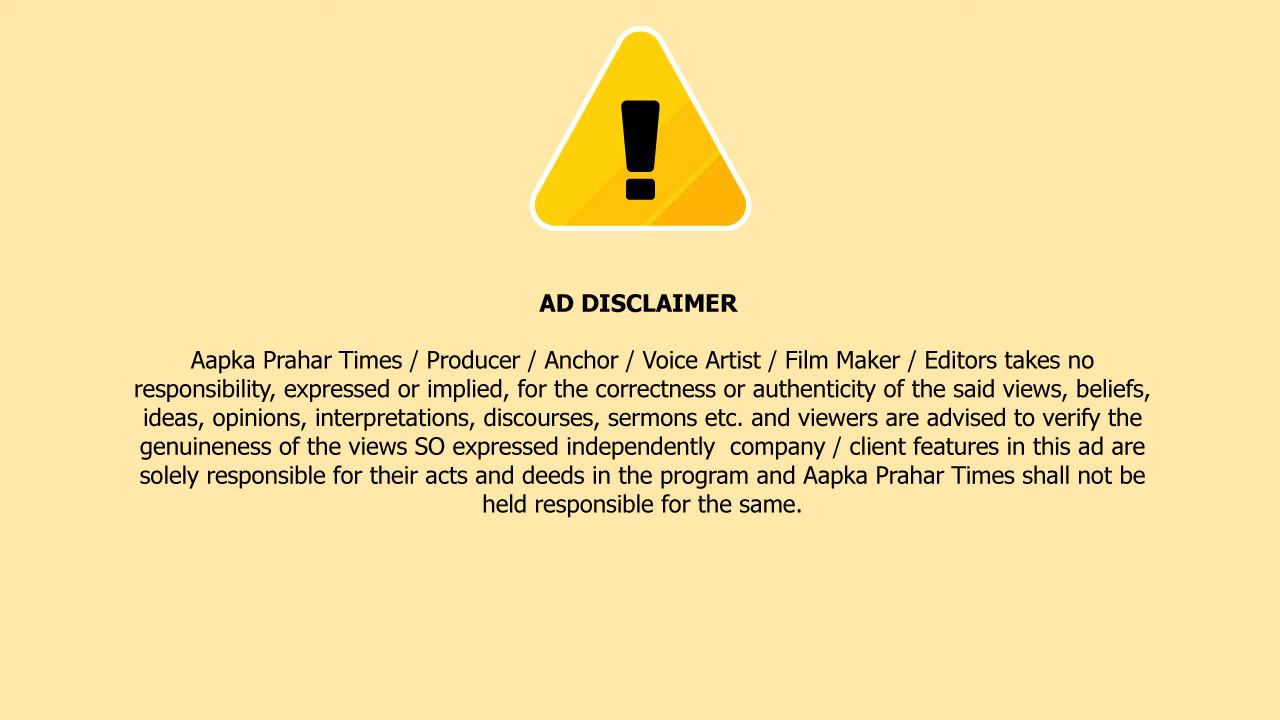 AD DISCLAIMER
Aapka Prahar Times / Producer / Anchor / Voice Artist / Film Maker / Editors takes no
responsibility, expressed or implied, for the correctness or authenticity of the said views, beliefs,
ideas, opinions, interpretations, discourses, sermons etc. and viewers are advised to verify the
genuineness of the views SO expressed independently  company / client features in this ad are
solely responsible for their acts and deeds in the program and Aapka Prahar Times shall not be
held responsible for the same.